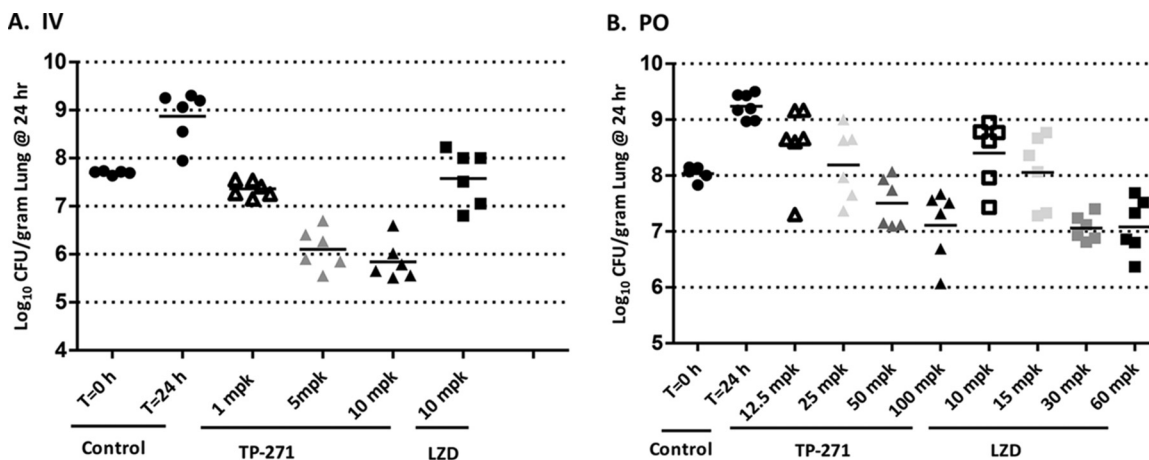 A. IV
Log10 CFU/gram Lung @ 24 hr
10
9
8
7
6
5
4
T=0 h
T=24 h
1 mpk
5mpk
10 mpk
10 mpk
Control
TP-271
LZD
B. PO
Log10 CFU/gram Lung @ 24 hr
10
9
8
7
6
5
T=0 h
T=24 h
12.5 mpk
25 mpk
50 mpk
100 mpk
10 mpk
15 mpk
30 mpk
60 mpk
Control
TP-271
LZD